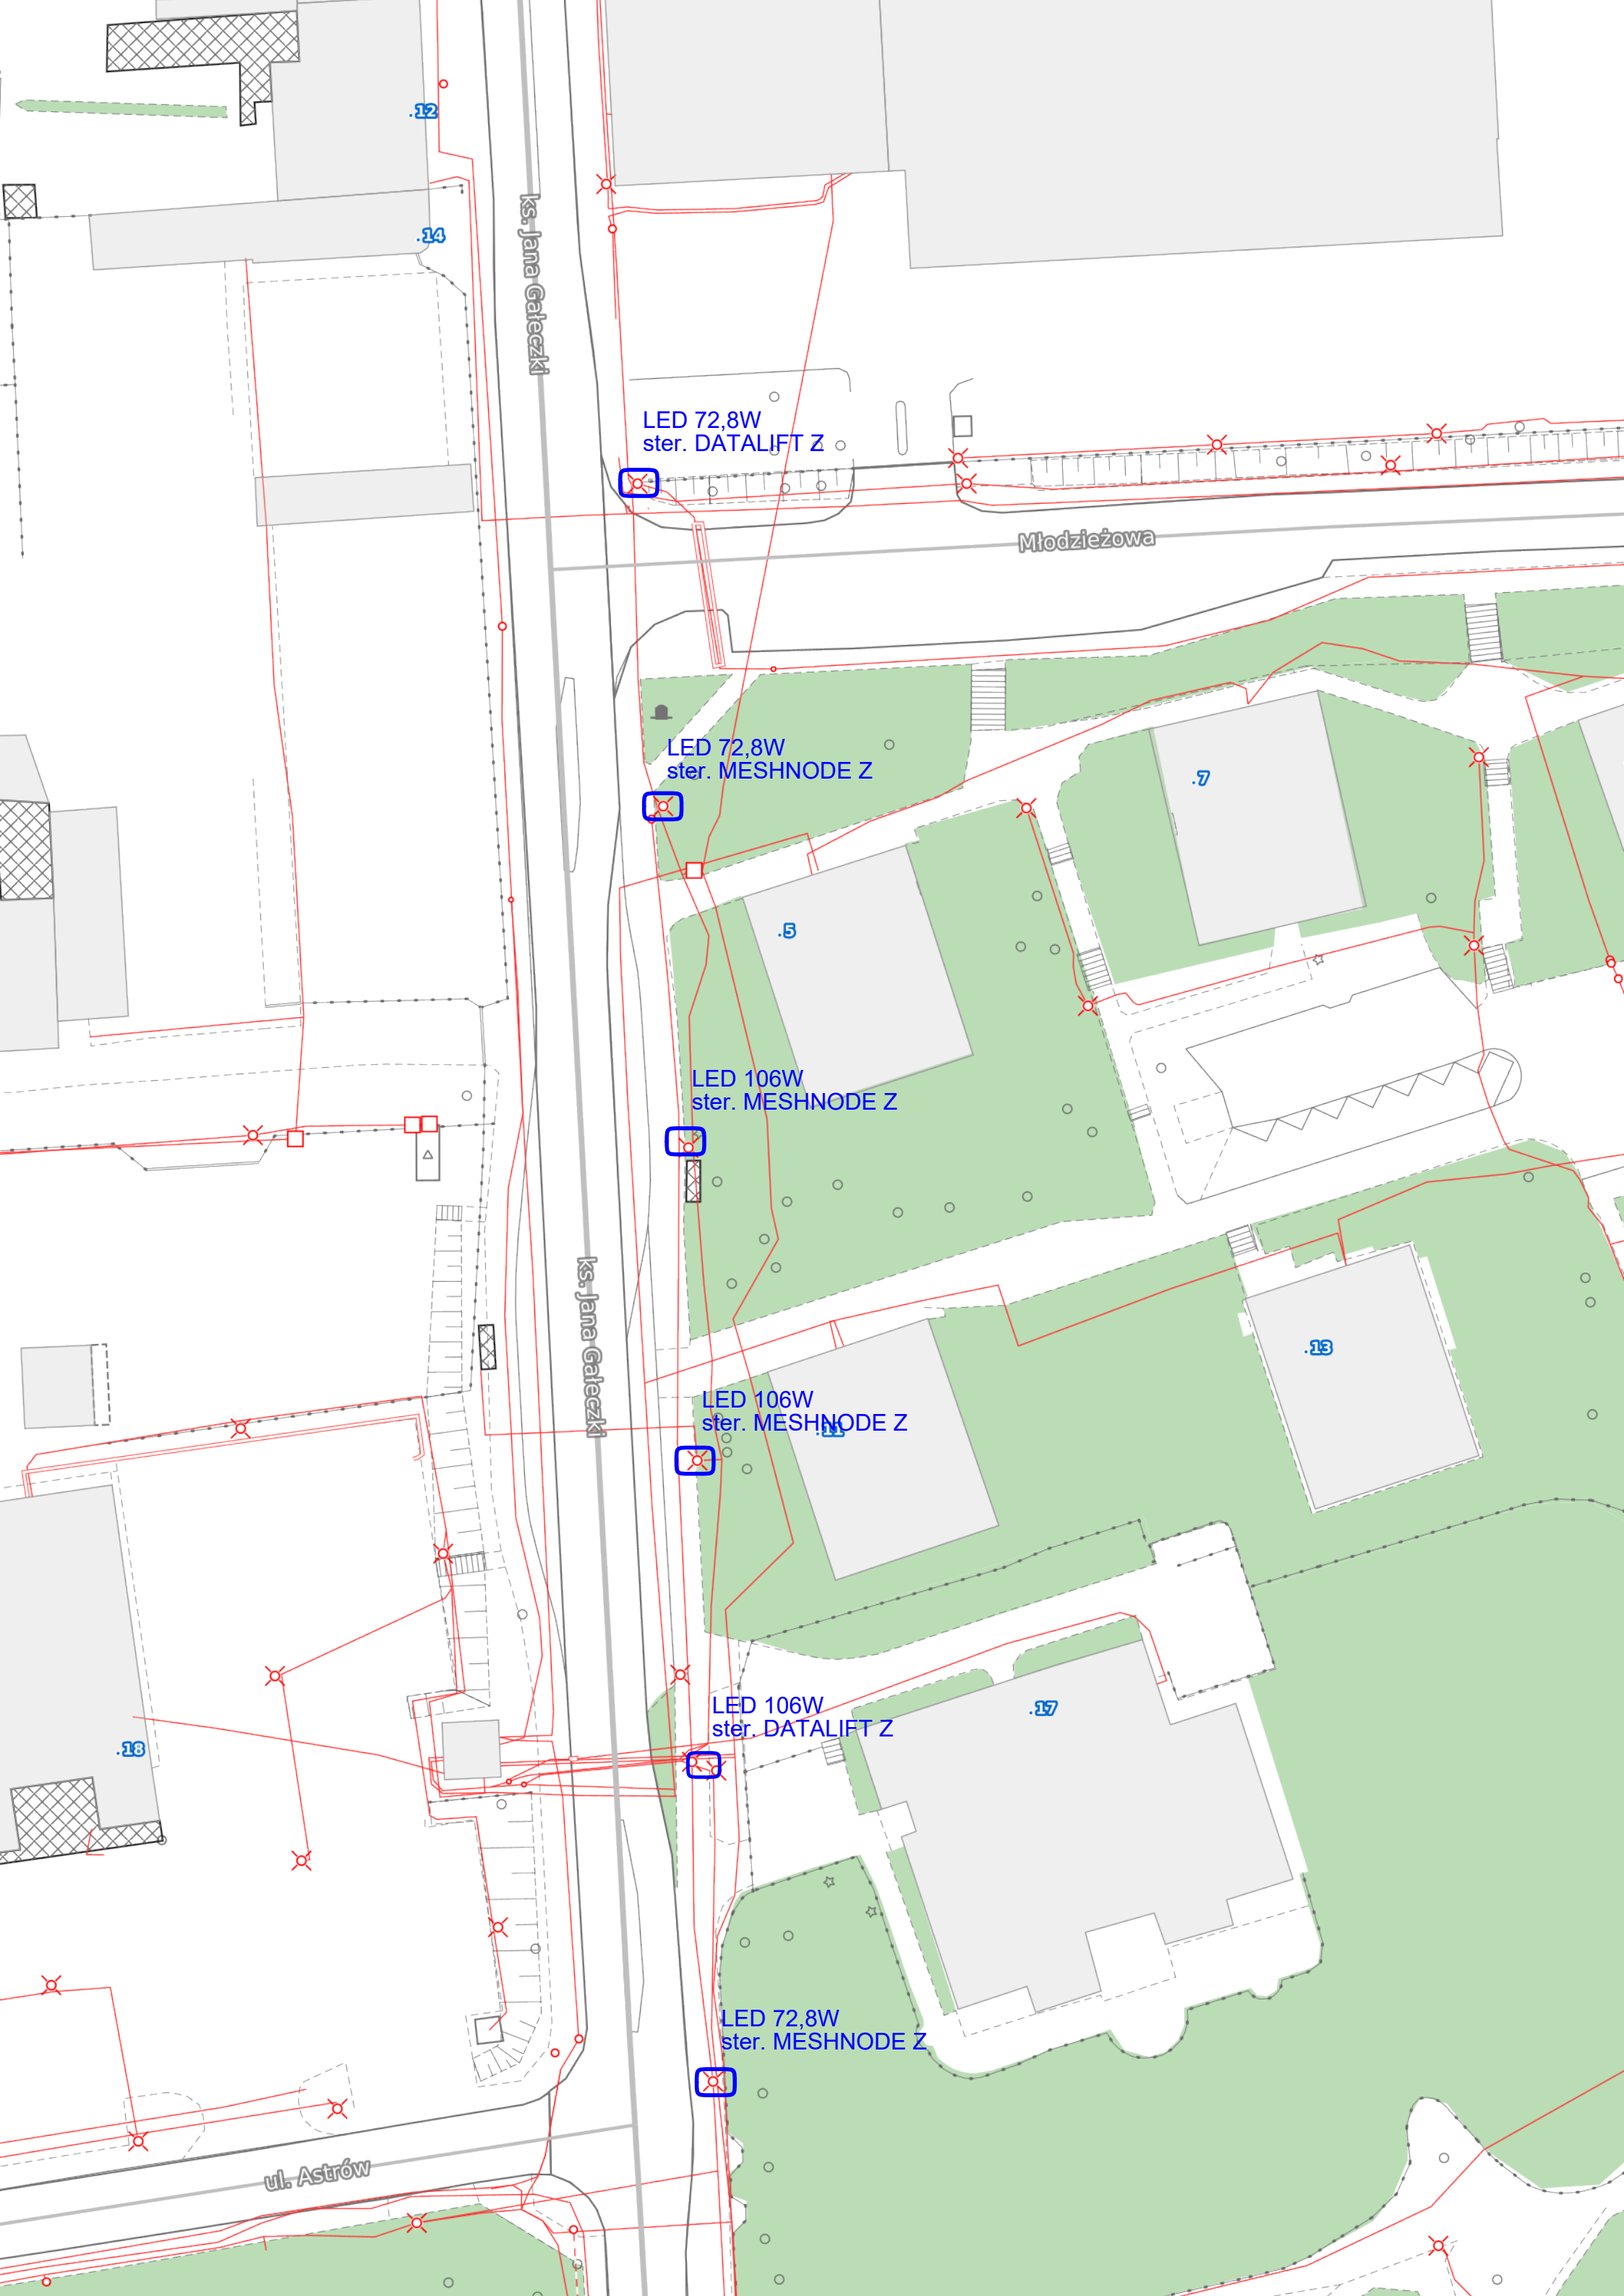 .12
.14
ks. Jana Gałeczki
LED 72,8W
ster. DATALIFT Z
Młodzieżowa
LED 72,8W
ster. MESHNODE Z
.7
.5
LED 106W
ster. MESHNODE Z
ks. Jana Gałeczki
.13
LED 106W
ster. MESHNODE Z
.11
LED 106W
ster. DATALIFT Z
.17
.18
LED 72,8W
ster. MESHNODE Z
ul. Astrów